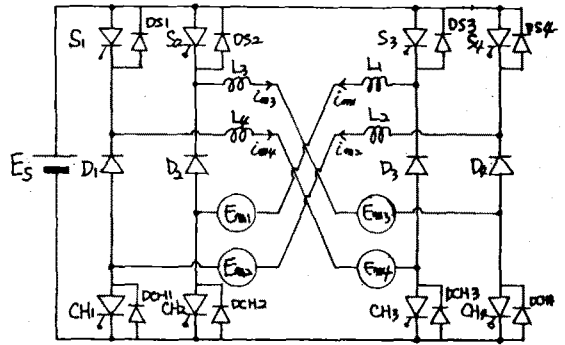 S1 DS1 S2 DS2 S3 DS3 S4 DS4
L3 L1
im3 im1
L4 L2
im4 im2
Es D1 D2 D3 D4
Em1 Em3
Em2 Em4
CH1 DCH1 CH2 DCH2 CH3 DCH3 CH4 DCH4